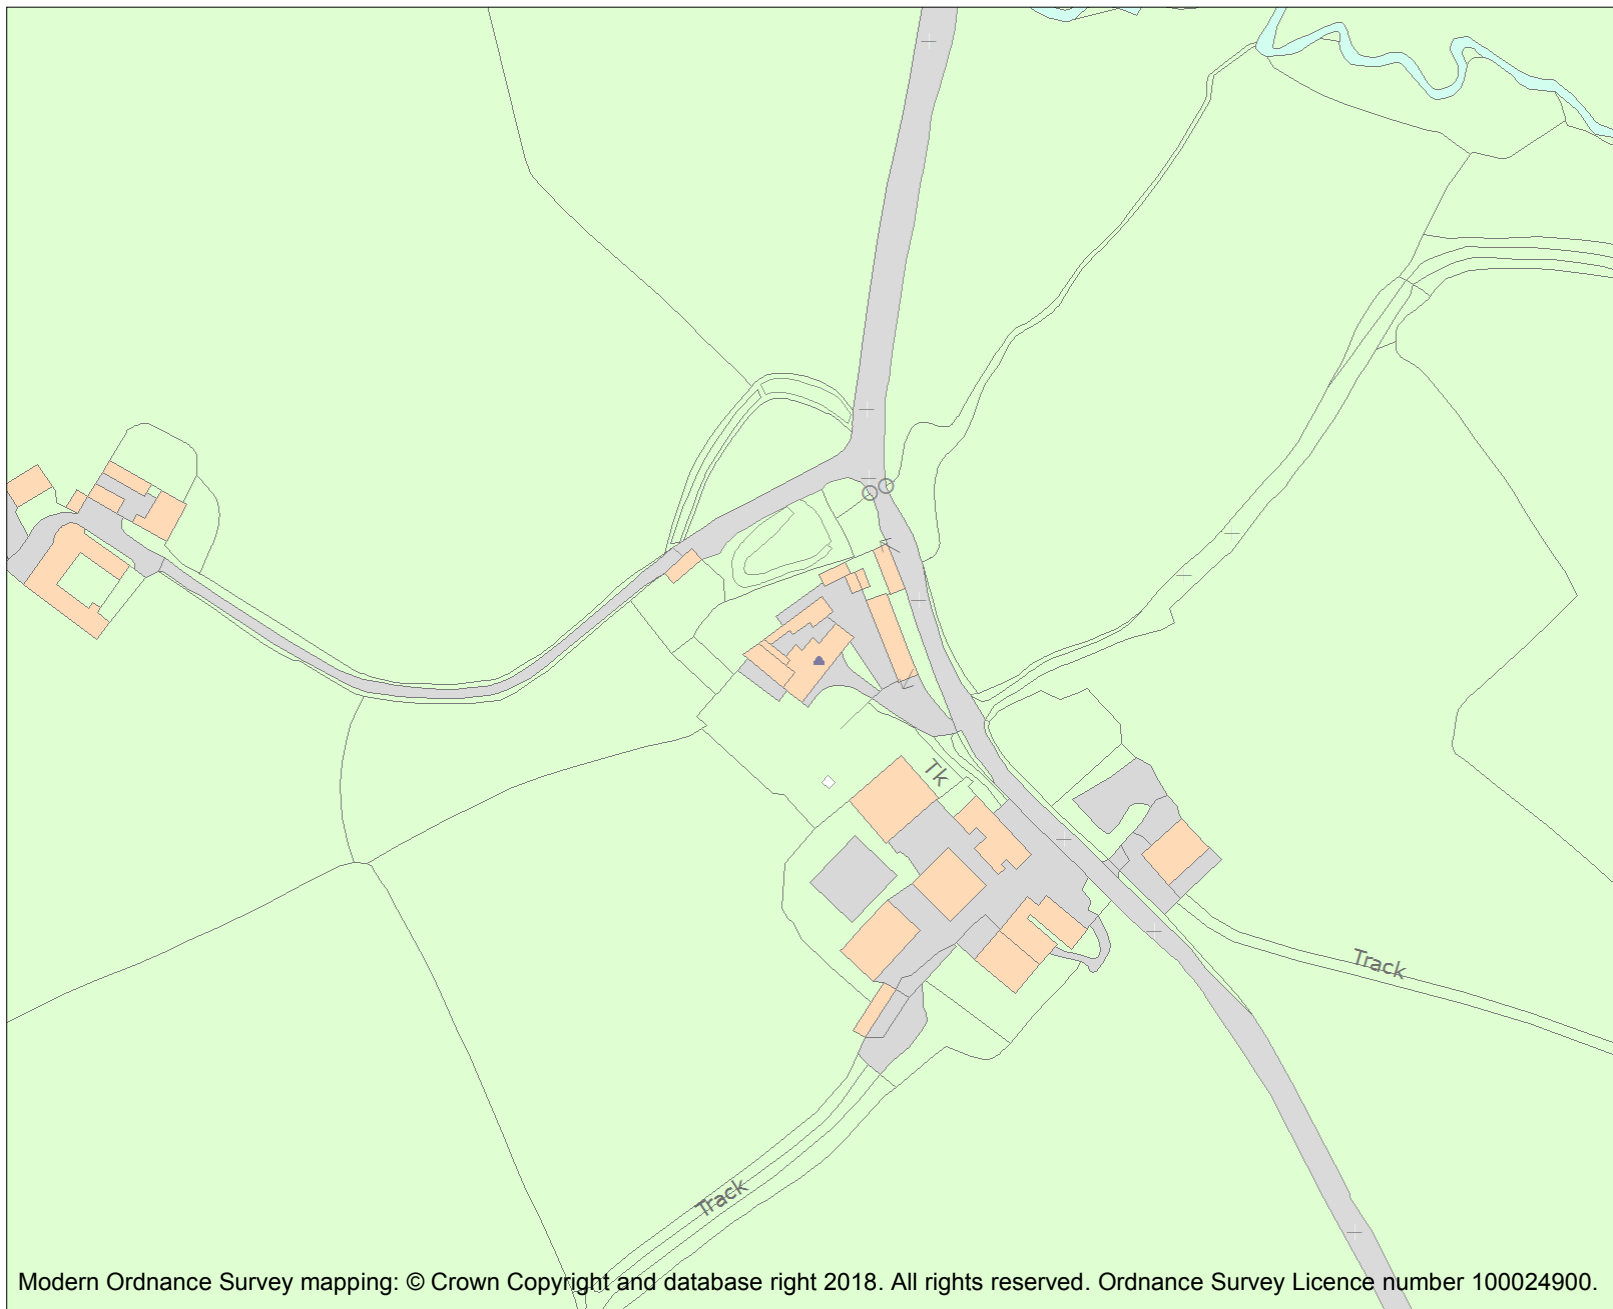 Tk
Track
Track
Modern Ordnance Survey mapping: © Crown Copyright and database right 2018. All rights reserved. Ordnance Survey Licence number 100024900.